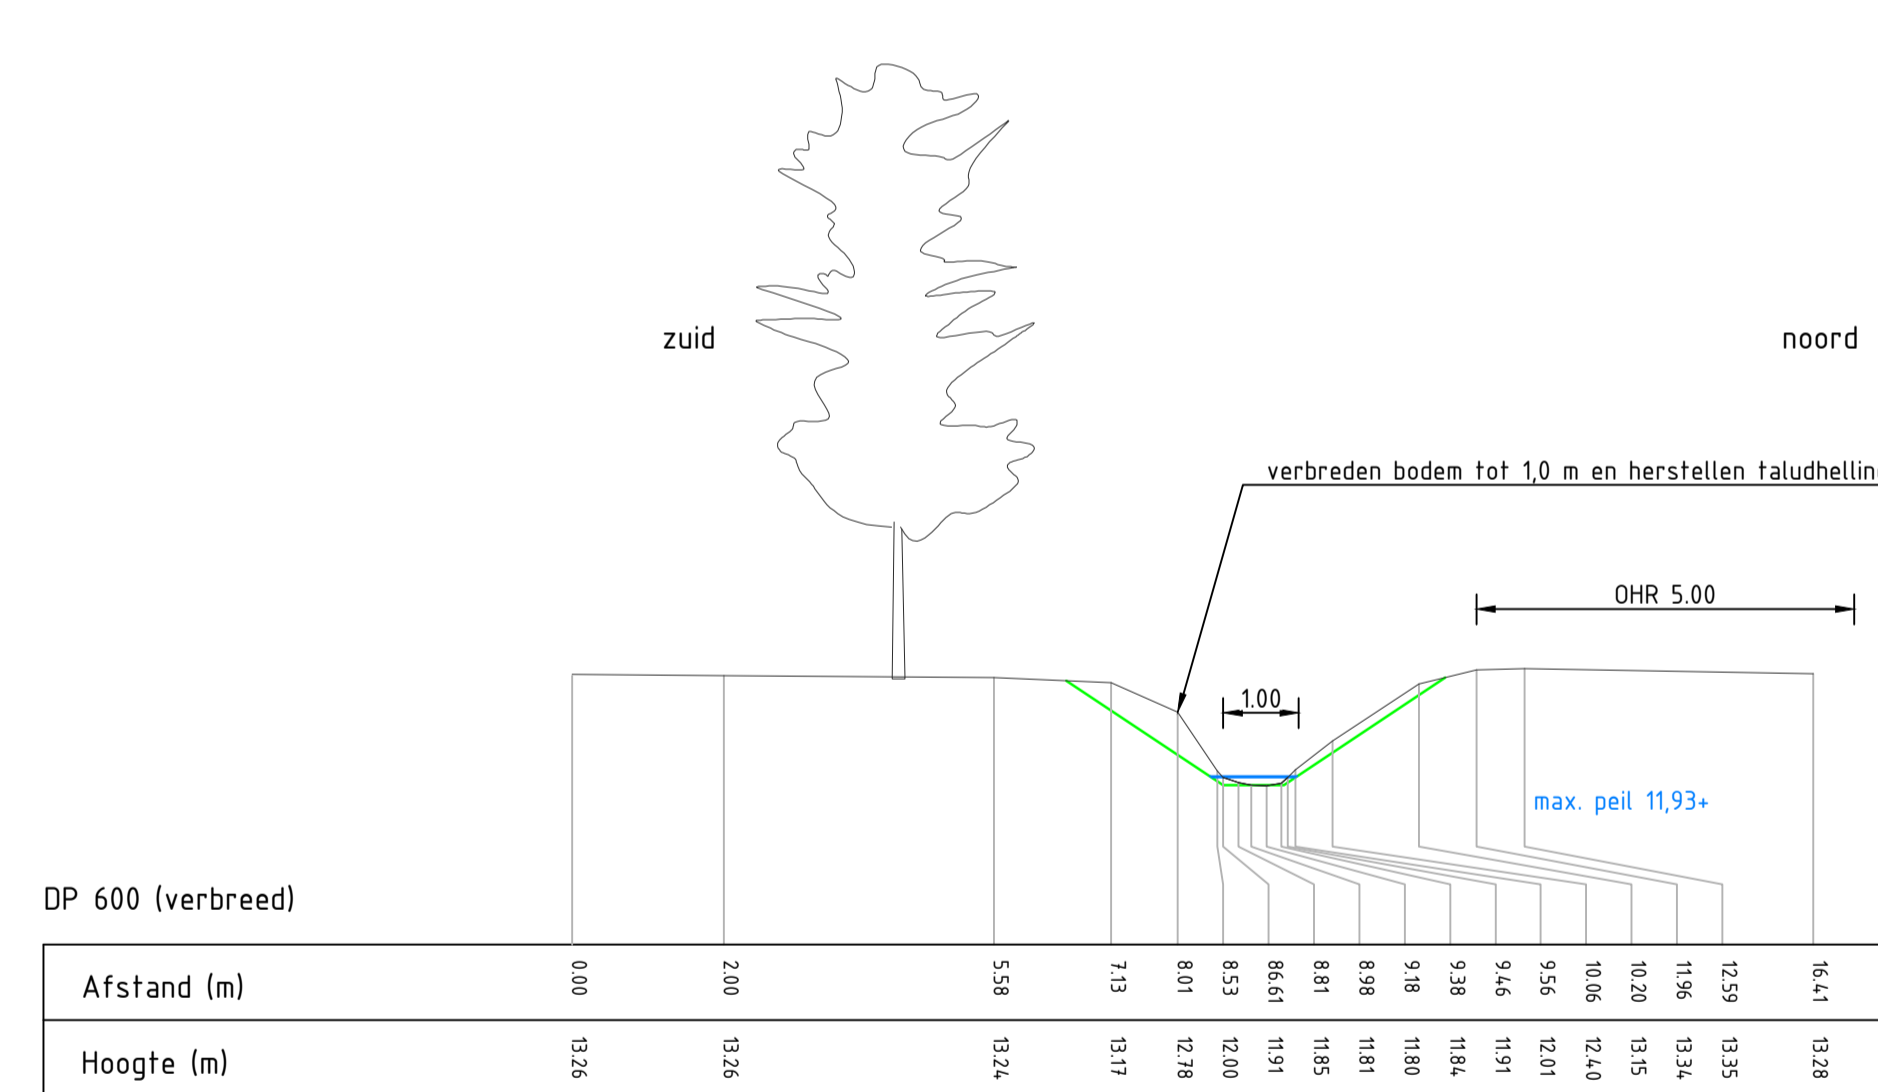 zuid
noord
verbreden bodem tot 1,0 m en herstellen taludhellin
OHR 5.00
1.00
max. peil 11,93+
DP 600 (verbreed)
Afstand (m) 0.00 2.00 5.58 7.13 8.01 8.53 86.61 8.81 8.98 9.18 9.38 9.46 9.56 10.06 10.20 11.96 12.59 16.41
Hoogte (m) 13.26 13.26 13.24 13.17 12.78 12.00 11.91 11.85 11.81 11.80 11.84 11.91 12.01 12.40 13.15 13.34 13.35 13.28